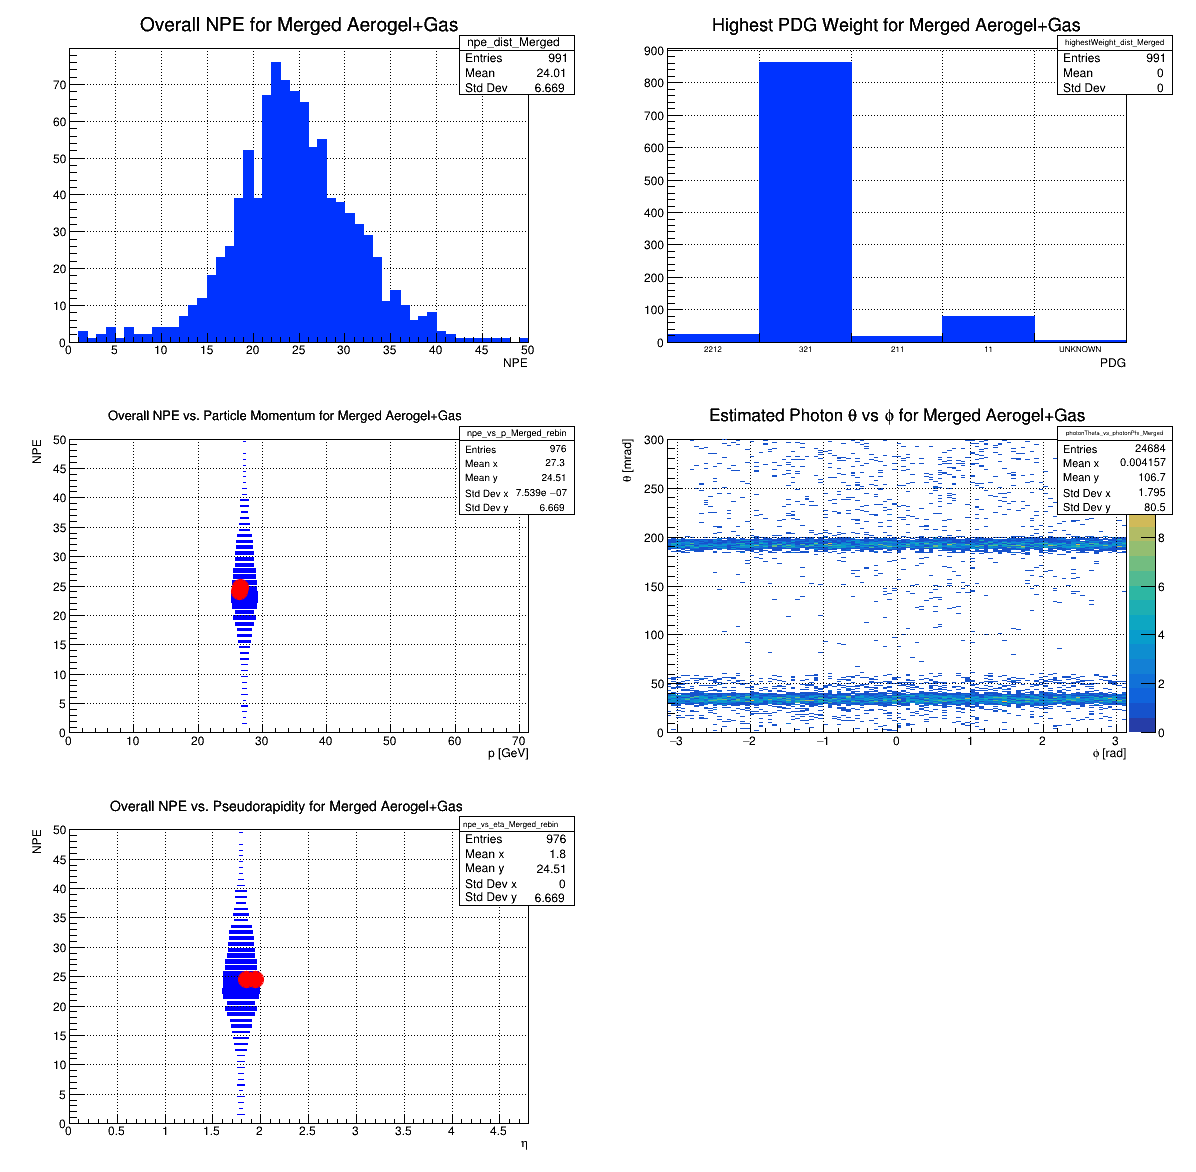 Overall NPE for Merged Aerogel+Gas
npe_dist_Merged
Entries 991
Mean 24.01
Std Dev 6.669
70
60
50
40
30
20
10
0
0 5 10 15 20 25 30 35 40 45 50
NPE
Highest PDG Weight for Merged Aerogel+Gas
highestWeight_dist_Merged
Entries 991
Mean 0
Std Dev 0
900
800
700
600
500
400
300
200
100
0
2212 321 211 11 UNKNOWN
PDG
Overall NPE vs. Particle Momentum for Merged Aerogel+Gas
npe_vs_p_Merged_rebin
Entries 976
Mean x 27.3
Mean y 24.51
Std Dev x 7.539e −07
Std Dev y 6.669
NPE
50
45
40
35
30
25
20
15
10
5
0
0 10 20 30 40 50 60 70
p [GeV]
Estimated Photon θ vs ϕ for Merged Aerogel+Gas
photonTheta_vs_photonPhi_Merged
Entries 24684
Mean x 0.004157
Mean y 106.7
Std Dev x 1.795
Std Dev y 80.5
θ [mrad]
300
250
200
150
100
50
0
−3 −2 −1 0 1 2 3
ϕ [rad]
8
6
4
2
0
Overall NPE vs. Pseudorapidity for Merged Aerogel+Gas
npe_vs_eta_Merged_rebin
Entries 976
Mean x 1.8
Mean y 24.51
Std Dev x 0
Std Dev y 6.669
NPE
50
45
40
35
30
25
20
15
10
5
0
0 0.5 1 1.5 2 2.5 3 3.5 4 4.5
η